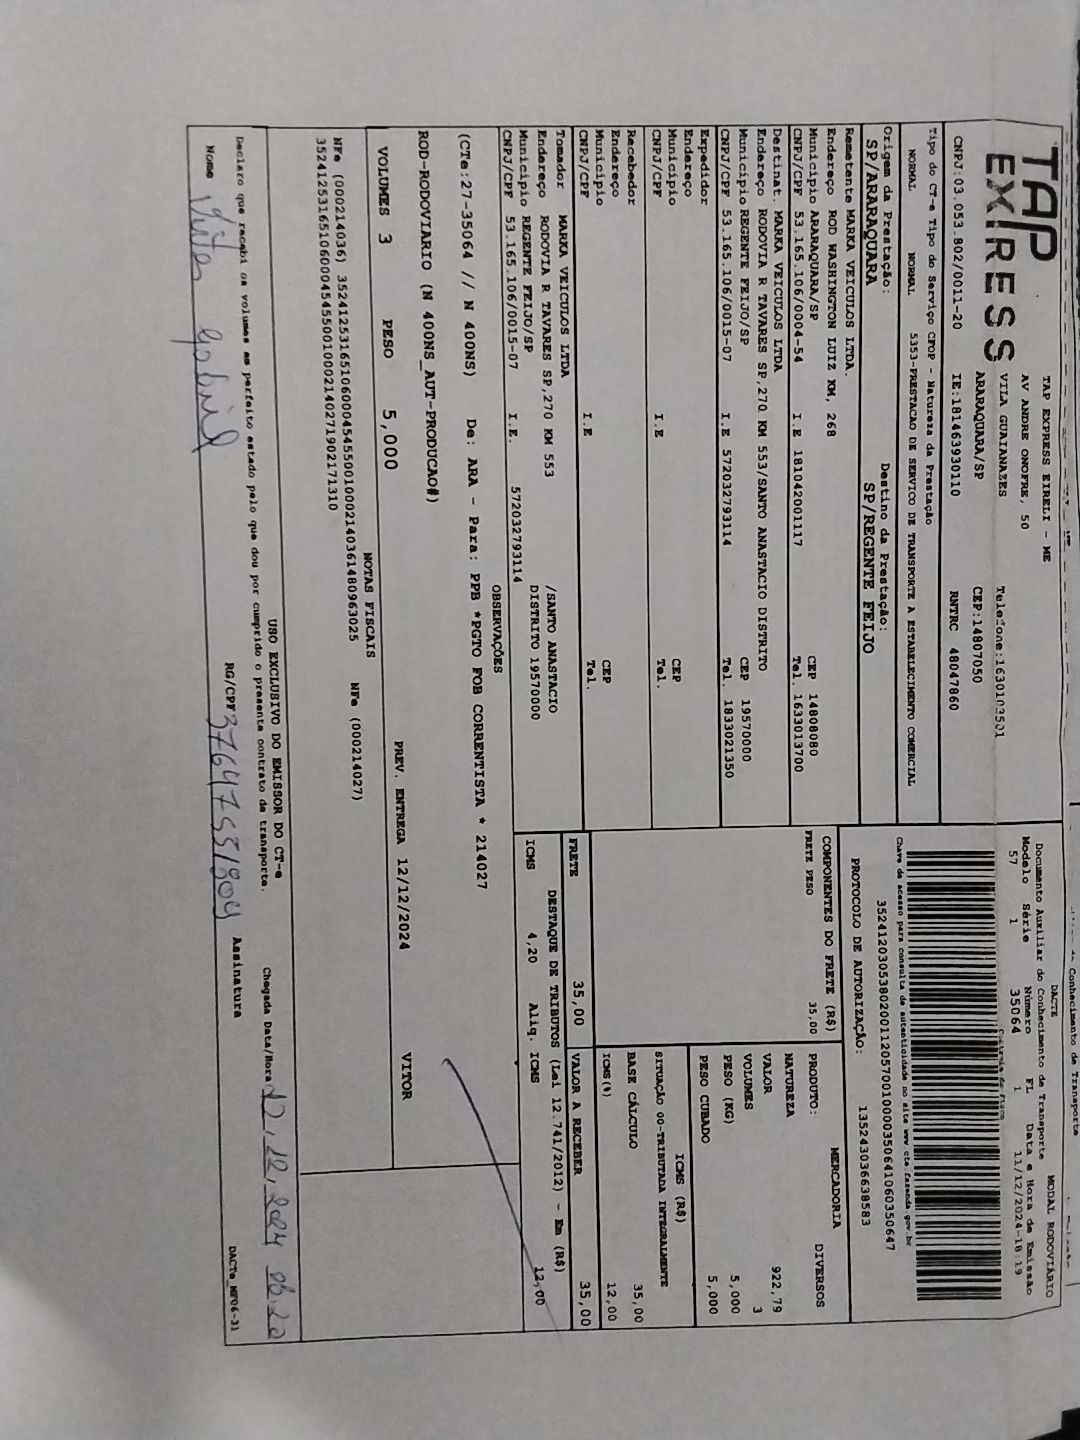 TAP
EXPRESS
TAP EXPRESS EIRELI - ME
AV ANDRE ONOFRE, 50
VILA GUAIANAZES Telefone:1630103501
ARARAQUARA/SP CEP:14807050
CNPJ:03.053.802/0011-20 IE:181463930110 RNTRC 48047860
Tipo do CT-e Tipo do Serviço CFOP - Natureza da Prestação
NORMAL NORMAL 5353-PRESTACAO DE SERVICO DE TRANSPORTE A ESTABELECIMENTO COMERCIAL
Origem da Prestação: Destino da Prestação:
SP/ARARAQUARA SP/REGENTE FEIJO
Remetente MARKA VEICULOS LTDA.
Endereço ROD WASHINGTON LUIZ KM, 268
Município ARARAQUARA/SP CEP 14808080
CNPJ/CPF 53.165.106/0004-54 I.E 181042001117 Tel. 1633013700
Destinat. MARKA VEICULOS LTDA
Endereço RODOVIA R TAVARES SP,270 KM 553/SANTO ANASTACIO DISTRITO
Município REGENTE FEIJO/SP CEP 19570000
CNPJ/CPF 53.165.106/0015-07 I.E 572032793114 Tel. 1833021350
Expedidor
Endereço
Município CEP
CNPJ/CPF I.E Tel.
Recebedor
Endereço
Município CEP
CNPJ/CPF I.E Tel.
Tomador MARKA VEICULOS LTDA
Endereço RODOVIA R TAVARES SP,270 KM 553 /SANTO ANASTACIO
Município REGENTE FEIJO/SP DISTRITO 19570000
CNPJ/CPF 53.165.106/0015-07 I.E. 572032793114
Conhecimento de Transporte
DACTE MODAL RODOVIÁRIO
Documento Auxiliar do Conhecimento de Transporte
Modelo Série Número FL Data e Hora de Emissão
57 1 35064 1 11/12/2024-18:19
Chave de acesso para consulta de autenticidade no site www.cte.fazenda.gov.br
35241203053802001120570010000350641060350647
PROTOCOLO DE AUTORIZAÇÃO: 135243036638583
COMPONENTES DO FRETE (R$)
FRETE PESO 35,00
MERCADORIA
PRODUTO: DIVERSOS
NATUREZA
VALOR 922,79
VOLUMES 3
PESO (KG) 5,000
PESO CUBADO 5,000
ICMS (R$)
SITUAÇÃO 00-TRIBUTADA INTEGRALMENTE
BASE CÁLCULO 35,00
ICMS(%) 12,00
FRETE 35,00 VALOR A RECEBER 35,00
DESTAQUE DE TRIBUTOS (Lei 12.741/2012) - Em (R$)
ICMS 4,20 Aliq. ICMS 12,00
OBSERVAÇÕES
(CTe:27-35064 // N 400NS) De: ARA - Para: PPB *PGTO FOB CORRENTISTA * 214027
ROD-RODOVIARIO (N 400NS_AUT-PRODUCAO#)
VOLUMES 3 PESO 5,000 PREV. ENTREGA 12/12/2024 VITOR
NOTAS FISCAIS
NFe (000214036) 35241253165106000454550010002140361480963025 NFe (000214027)
35241253165106000454550010002140271902171310
USO EXCLUSIVO DO EMISSOR DO CT-e
Declaro que recebi os volumes em perfeito estado pelo que dou por cumprido o presente contrato de transporte. Chegada Data/Hora 12,12,2024
Nome Vitor Gabriel RG/CPF Assinatura
DACTe_MP06-31